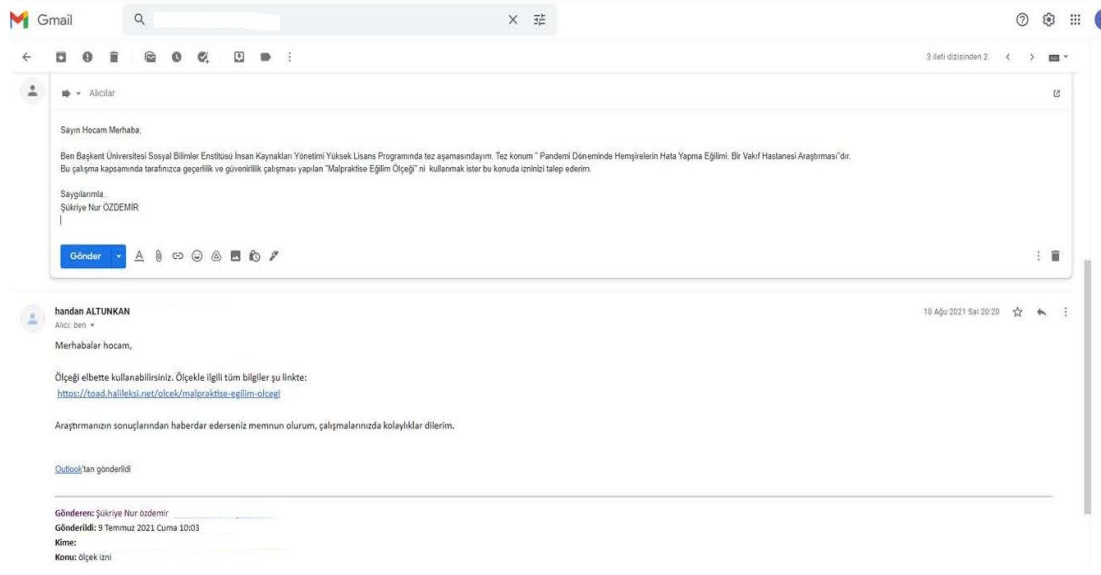 Gmail
3 ileti dizisinden 2
Alıcılar
Sayın Hocam Merhaba;
Ben Başkent Üniversitesi Sosyal Bilimler Enstitüsü İnsan Kaynakları Yönetimi Yüksek Lisans Programında tez aşamasındayım. Tez konum " Pandemi Döneminde Hemşirelerin Hata Yapma Eğilimi; Bir Vakıf Hastanesi Araştırması"dır.
Bu çalışma kapsamında tarafınızca geçerlilik ve güvenirlilik çalışması yapılan "Malpraktise Eğilim Ölçeği" ni kullanmak ister bu konuda izninizi talep ederim.
Saygılarımla.
Şükriye Nur ÖZDEMİR
Gönder
handan ALTUNKAN
10 Ağu 2021 Sal 20:20
Alıcı: ben
Merhabalar hocam,
Ölçeği elbette kullanabilirsiniz. Ölçekle ilgili tüm bilgiler şu linkte:
https://toad.halileksi.net/olcek/malpraktise-egilim-olcegi
Araştırmanızın sonuçlarından haberdar ederseniz memnun olurum, çalışmalarınızda kolaylıklar dilerim.
Outlook'tan gönderildi
Gönderen: Şükriye Nur özdemir
Gönderildi: 9 Temmuz 2021 Cuma 10:03
Kime:
Konu: ölçek izni